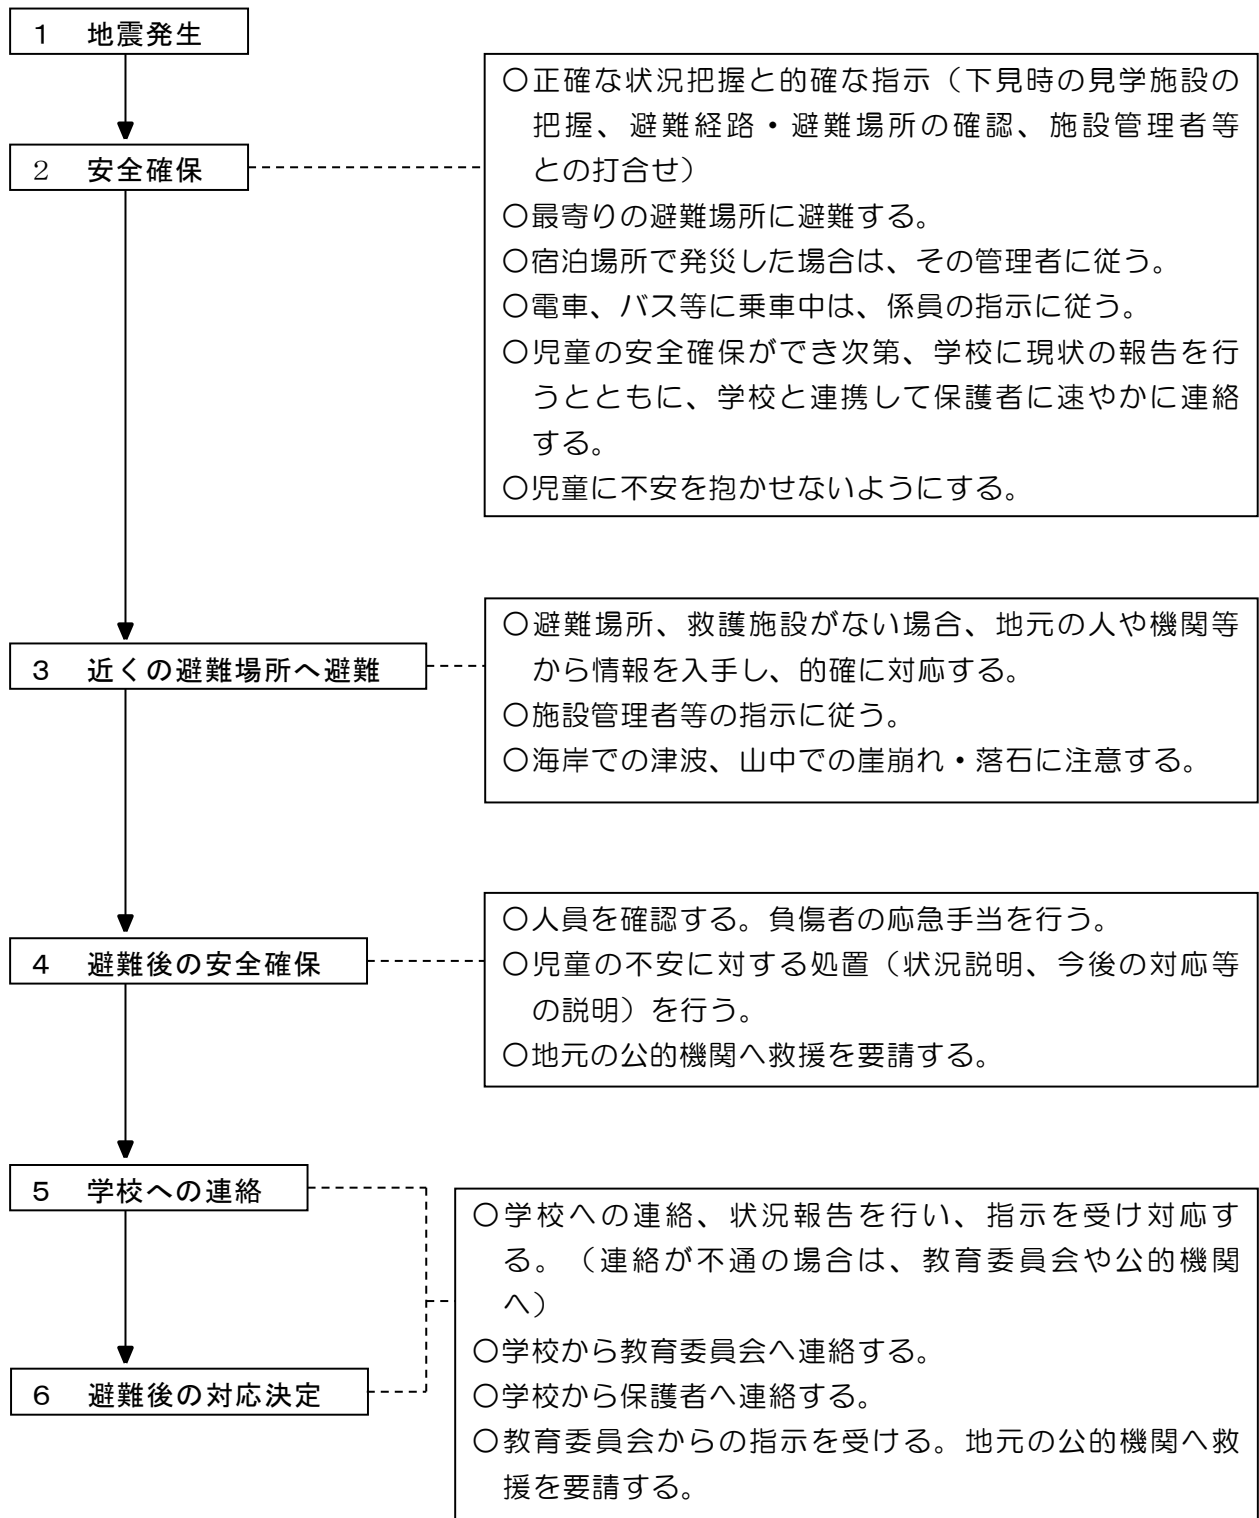 １　地震発生
２　安全確保
〇正確な状況把握と的確な指示（下見時の見学施設の
把握、避難経路・避難場所の確認、施設管理者等
との打合せ）
〇最寄りの避難場所に避難する。
〇宿泊場所で発災した場合は、その管理者に従う。
〇電車、バス等に乗車中は、係員の指示に従う。
〇児童の安全確保ができ次第、学校に現状の報告を行
うとともに、学校と連携して保護者に速やかに連絡
する。
〇児童に不安を抱かせないようにする。
３　近くの避難場所へ避難
〇避難場所、救護施設がない場合、地元の人や機関等
から情報を入手し、的確に対応する。
〇施設管理者等の指示に従う。
〇海岸での津波、山中での崖崩れ・落石に注意する。
４　避難後の安全確保
〇人員を確認する。負傷者の応急手当を行う。
〇児童の不安に対する処置（状況説明、今後の対応等
の説明）を行う。
〇地元の公的機関へ救援を要請する。
５　学校への連絡
６　避難後の対応決定
〇学校への連絡、状況報告を行い、指示を受け対応す
る。（連絡が不通の場合は、教育委員会や公的機関
へ）
〇学校から教育委員会へ連絡する。
〇学校から保護者へ連絡する。
〇教育委員会からの指示を受ける。地元の公的機関へ救
援を要請する。